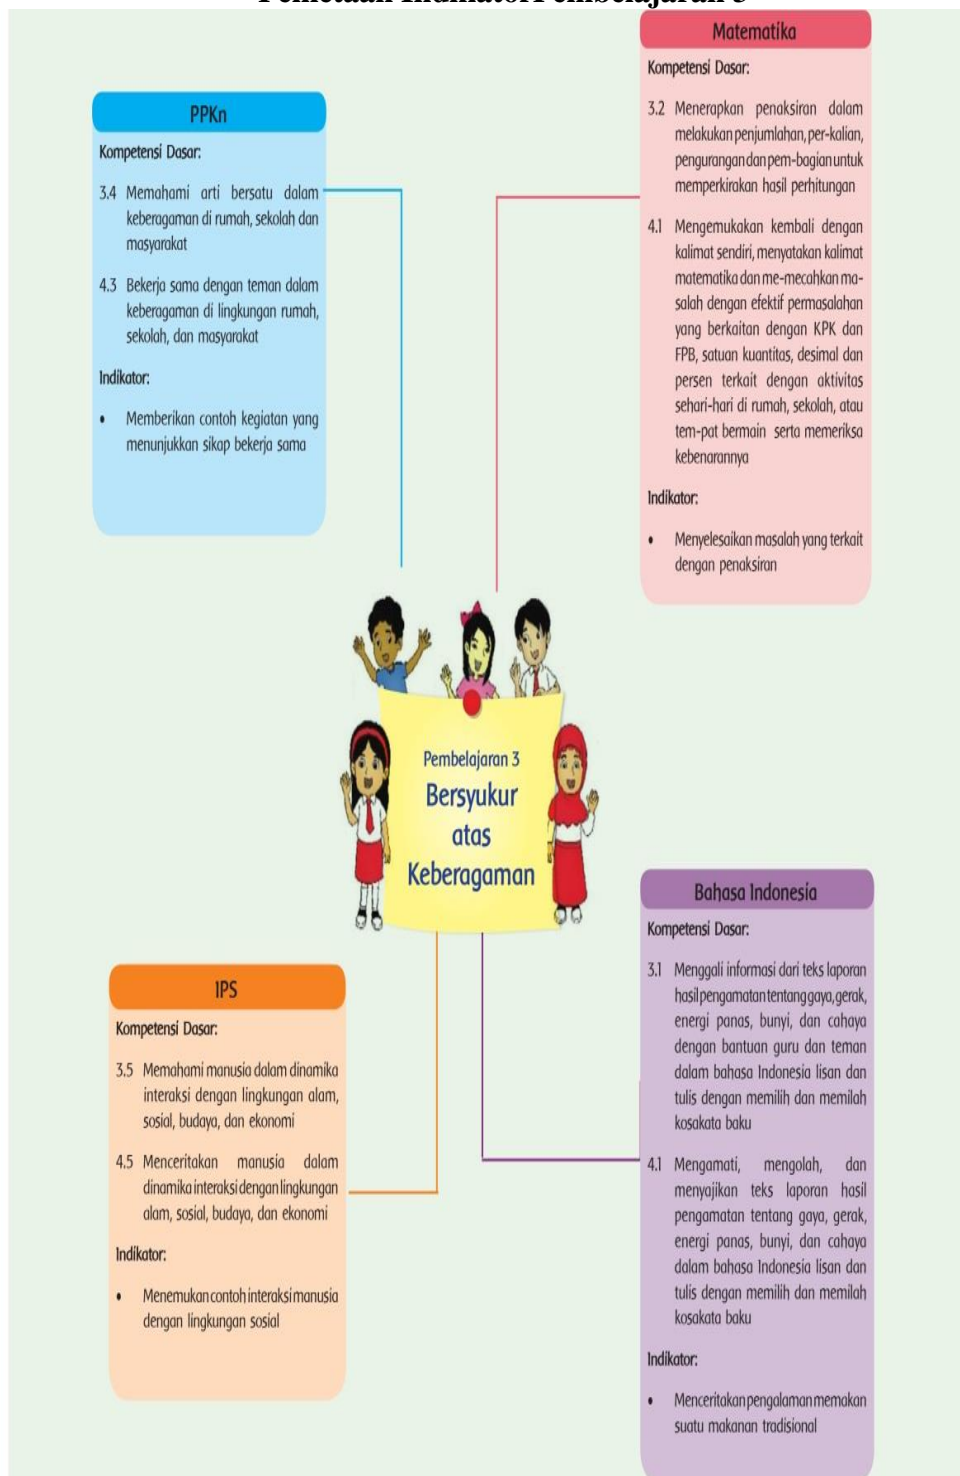 Pemetaan Indikator Pembelajaran 3
PPKn
Kompetensi Dasar:
3.4 Memahami arti bersatu dalam
keberagaman di rumah, sekolah dan
masyarakat
4.3 Bekerja sama dengan teman dalam
keberagaman di lingkungan rumah,
sekolah, dan masyarakat
Indikator:
• Memberikan contoh kegiatan yang
menunjukkan sikap bekerja sama
Matematika
Kompetensi Dasar:
3.2 Menerapkan penaksiran dalam
melakukan penjumlahan, per-kalian,
pengurangan dan pem-bagian untuk
memperkirakan hasil perhitungan
4.1 Mengemukakan kembali dengan
kalimat sendiri, menyatakan kalimat
matematika dan me-mecahkan ma-
salah dengan efektif permasalahan
yang berkaitan dengan KPK dan
FPB, satuan kuantitas, desimal dan
persen terkait dengan aktivitas
sehari-hari di rumah, sekolah, atau
tem-pat bermain serta memeriksa
kebenarannya
Indikator:
• Menyelesaikan masalah yang terkait
dengan penaksiran
Pembelajaran 3
Bersyukur
atas
Keberagaman
IPS
Kompetensi Dasar:
3.5 Memahami manusia dalam dinamika
interaksi dengan lingkungan alam,
sosial, budaya, dan ekonomi
4.5 Menceritakan manusia dalam
dinamika interaksi dengan lingkungan
alam, sosial, budaya, dan ekonomi
Indikator:
• Menemukan contoh interaksi manusia
dengan lingkungan sosial
Bahasa Indonesia
Kompetensi Dasar:
3.1 Menggali informasi dari teks laporan
hasil pengamatan tentang gaya, gerak,
energi panas, bunyi, dan cahaya
dengan bantuan guru dan teman
dalam bahasa Indonesia lisan dan
tulis dengan memilih dan memilah
kosakata baku
4.1 Mengamati, mengolah, dan
menyajikan teks laporan hasil
pengamatan tentang gaya, gerak,
energi panas, bunyi, dan cahaya
dalam bahasa Indonesia lisan dan
tulis dengan memilih dan memilah
kosakata baku
Indikator:
• Menceritakan pengalaman memakan
suatu makanan tradisional